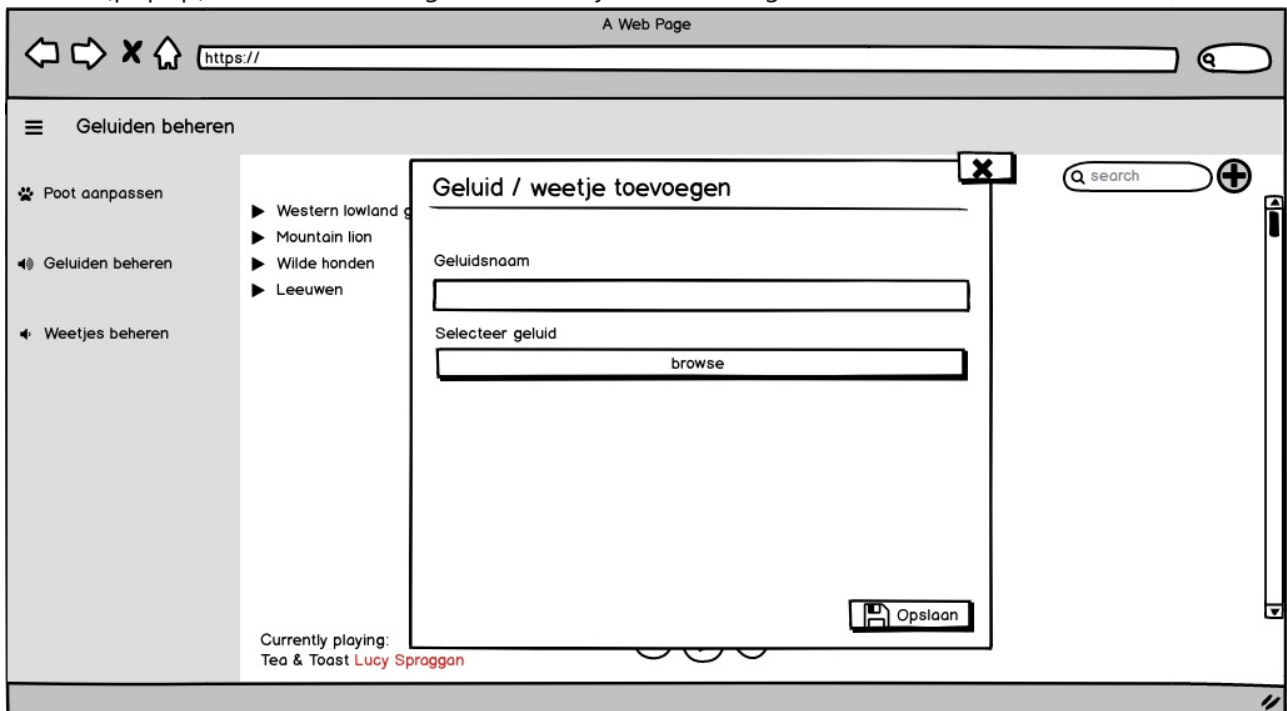 A Web Page
https://
Geluiden beheren
Poot aanpassen
Geluiden beheren
Weetjes beheren
search
Western lowland g
Mountain lion
Wilde honden
Leeuwen
Geluid / weetje toevoegen
Geluidsnaam
Selecteer geluid
browse
Opslaan
Currently playing:
Tea & Toast Lucy Spraggan